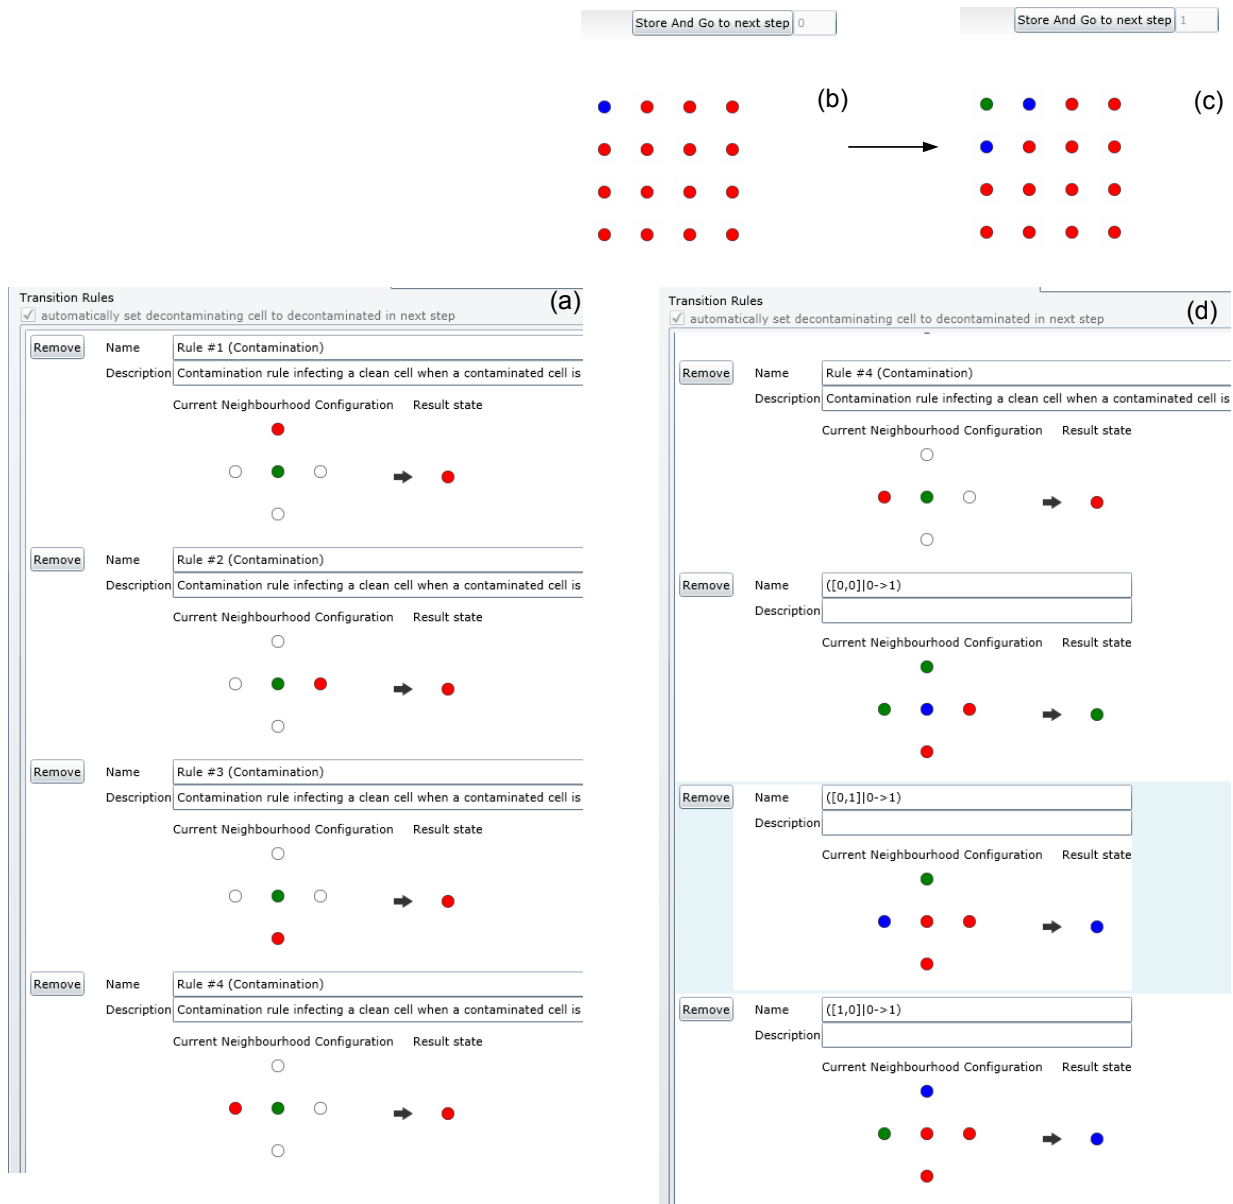 Store And Go to next step 0
Store And Go to next step 1
(b)
(c)
Transition Rules
(a)
automatically set decontaminating cell to decontaminated in next step
Remove Name Rule #1 (Contamination)
Description Contamination rule infecting a clean cell when a contaminated cell is
Current Neighbourhood Configuration Result state
Remove Name Rule #2 (Contamination)
Description Contamination rule infecting a clean cell when a contaminated cell is
Current Neighbourhood Configuration Result state
Remove Name Rule #3 (Contamination)
Description Contamination rule infecting a clean cell when a contaminated cell is
Current Neighbourhood Configuration Result state
Remove Name Rule #4 (Contamination)
Description Contamination rule infecting a clean cell when a contaminated cell is
Current Neighbourhood Configuration Result state
Transition Rules
(d)
automatically set decontaminating cell to decontaminated in next step
Remove Name Rule #4 (Contamination)
Description Contamination rule infecting a clean cell when a contaminated cell is
Current Neighbourhood Configuration Result state
Remove Name ([0,0]|0->1)
Description
Current Neighbourhood Configuration Result state
Remove Name ([0,1]|0->1)
Description
Current Neighbourhood Configuration Result state
Remove Name ([1,0]|0->1)
Description
Current Neighbourhood Configuration Result state